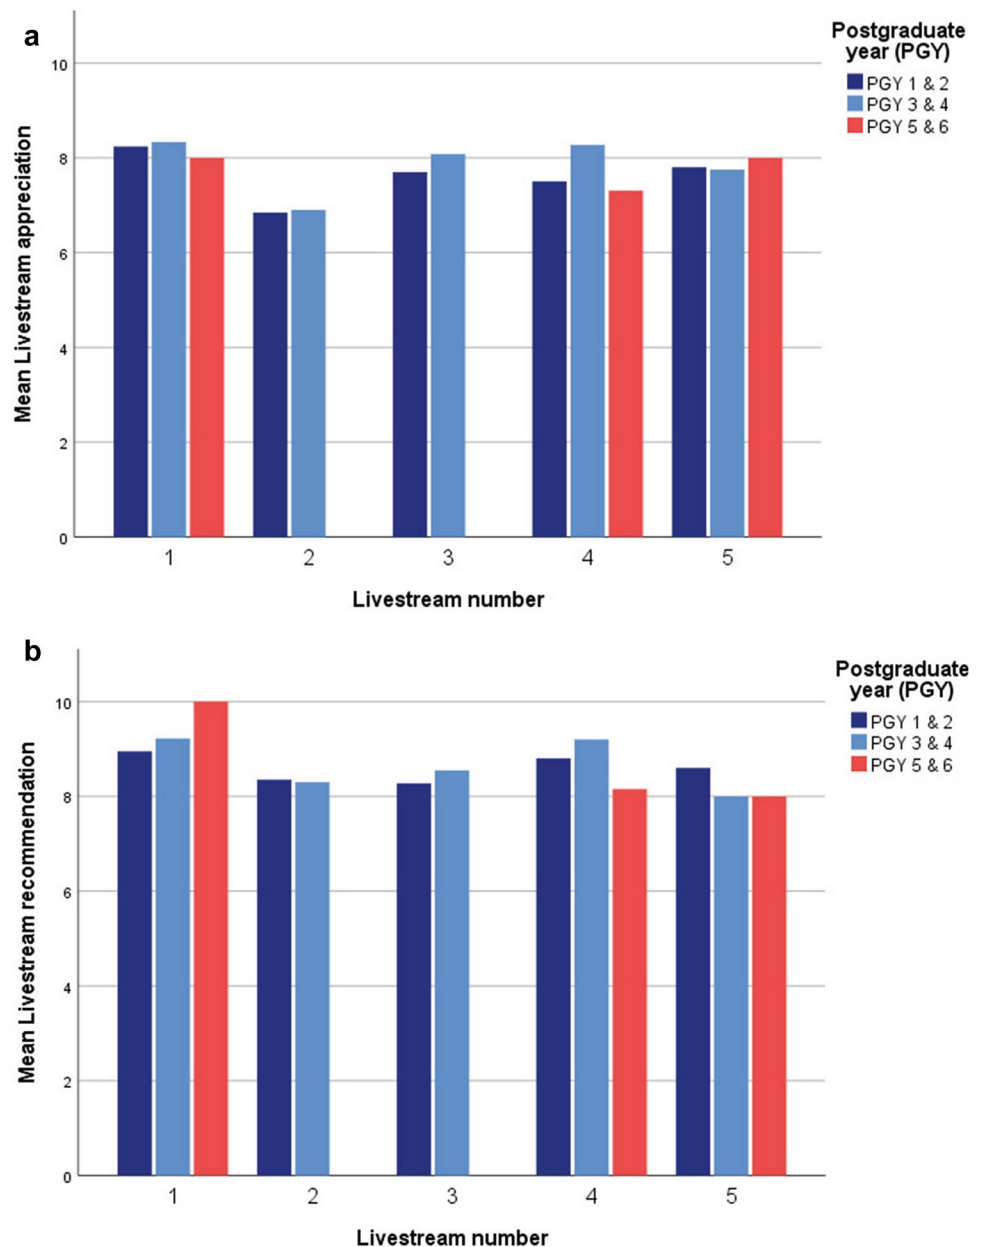 a
Postgraduate
year (PGY)
PGY 1 & 2
PGY 3 & 4
PGY 5 & 6
Mean Livestream appreciation
10
8
6
4
2
0
1 2 3 4 5
Livestream number
b
Postgraduate
year (PGY)
PGY 1 & 2
PGY 3 & 4
PGY 5 & 6
Mean Livestream recommendation
10
8
6
4
2
0
1 2 3 4 5
Livestream number